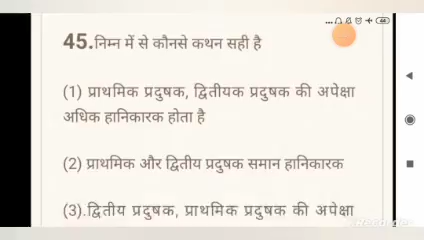 45.निम्न में से कौनसे कथन सही है
(1) प्राथमिक प्रदुषक, द्वितीयक प्रदुषक की अपेक्षा
अधिक हानिकारक होता है
(2) प्राथमिक और द्वितीय प्रदुषक समान हानिकारक
(3).द्वितीय प्रदुषक, प्राथमिक प्रदुषक की अपेक्षा